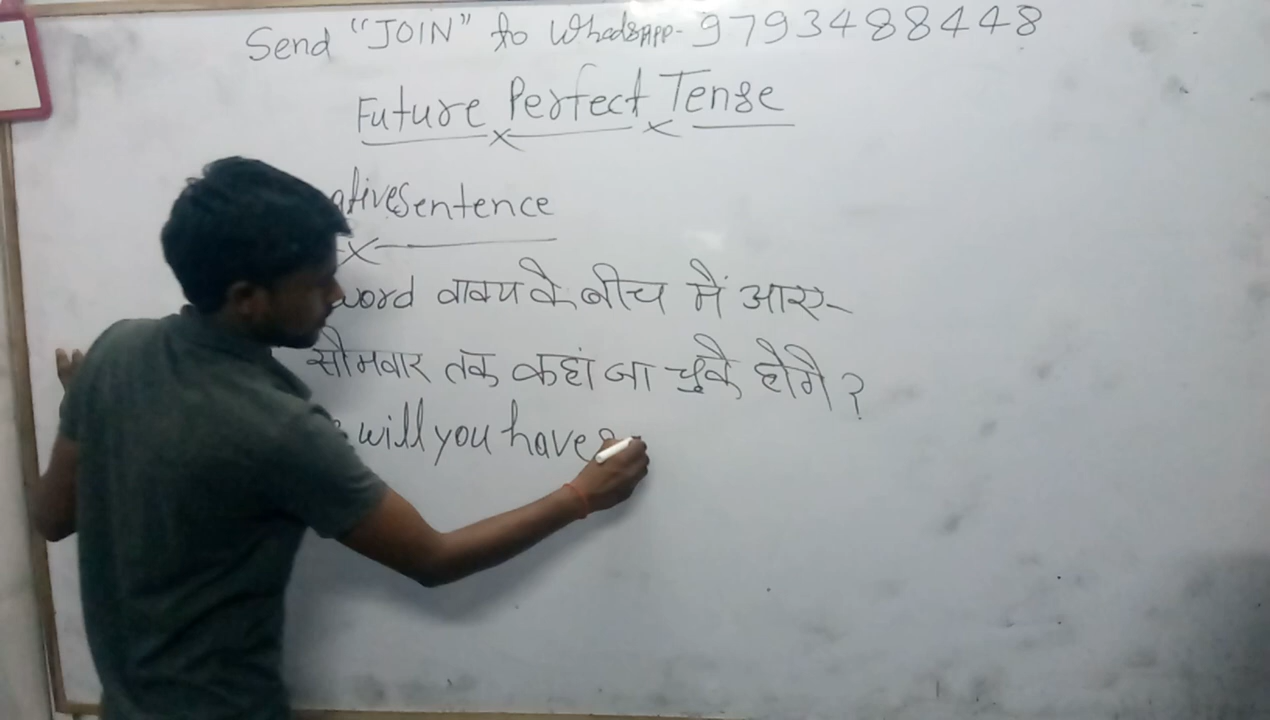 Send "JOIN" to WhatsAPP- 9793488448
Future Perfect Tense
ative Sentence
word वाक्य के बीच में आए-
सोमवार तक कहां जा चुके होगे ?
will you have